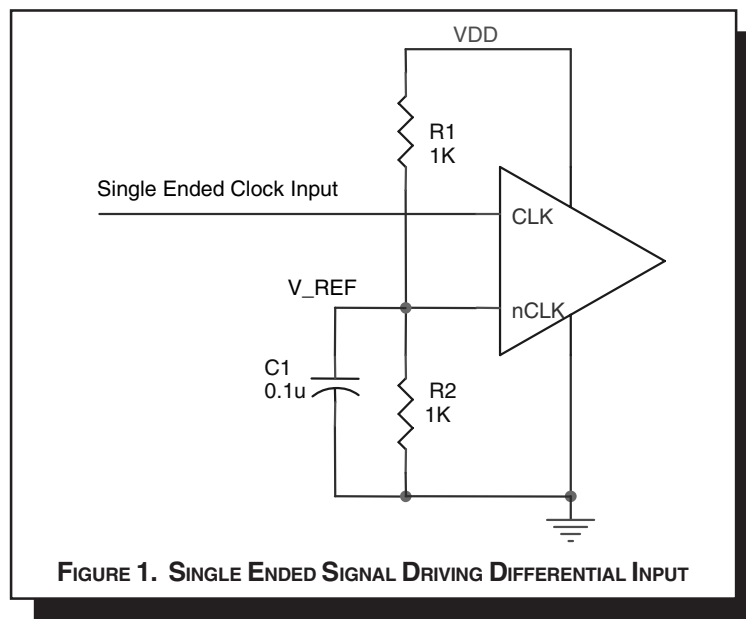 VDD
R1
1K
Single Ended Clock Input
CLK
V_REF
nCLK
C1
0.1u
R2
1K
FIGURE 1. SINGLE ENDED SIGNAL DRIVING DIFFERENTIAL INPUT